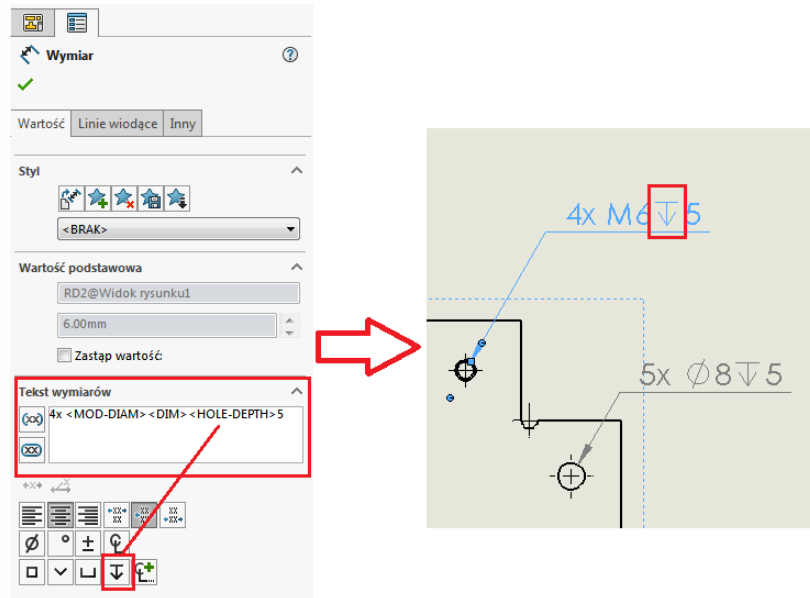 Wymiar
Wartość Linie wiodące Inny
Styl
<BRAK>
Wartość podstawowa
RD2@Widok rysunku1
6.00mm
Zastąp wartość:
Tekst wymiarów
4x <MOD-DIAM><DIM><HOLE-DEPTH>5
4x M6↧5
5x ∅8↧5